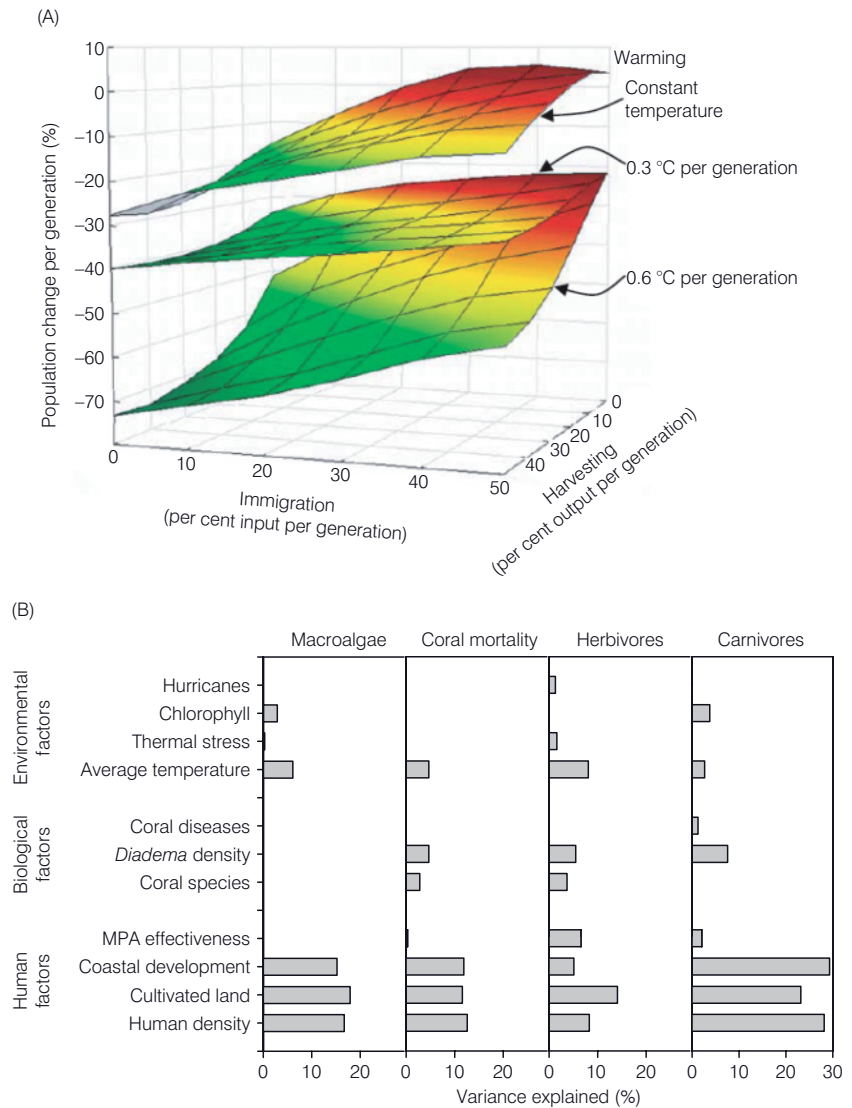 (A)
10
0
−10
−20
−30
−40
−50
−60
−70
Population change per generation (%)
Warming
Constant
temperature
0.3 °C per generation
0.6 °C per generation
0
10
20
30
40
50
Immigration
(per cent input per generation)
0
10
20
30
40
Harvesting
(per cent output per generation)
(B)
Macroalgae
Coral mortality
Herbivores
Carnivores
Environmental
factors
Hurricanes
Chlorophyll
Thermal stress
Average temperature
Biological
factors
Coral diseases
Diadema density
Coral species
Human
factors
MPA effectiveness
Coastal development
Cultivated land
Human density
0 10 20 0 10 20 0 10 20 0 10 20 30
Variance explained (%)